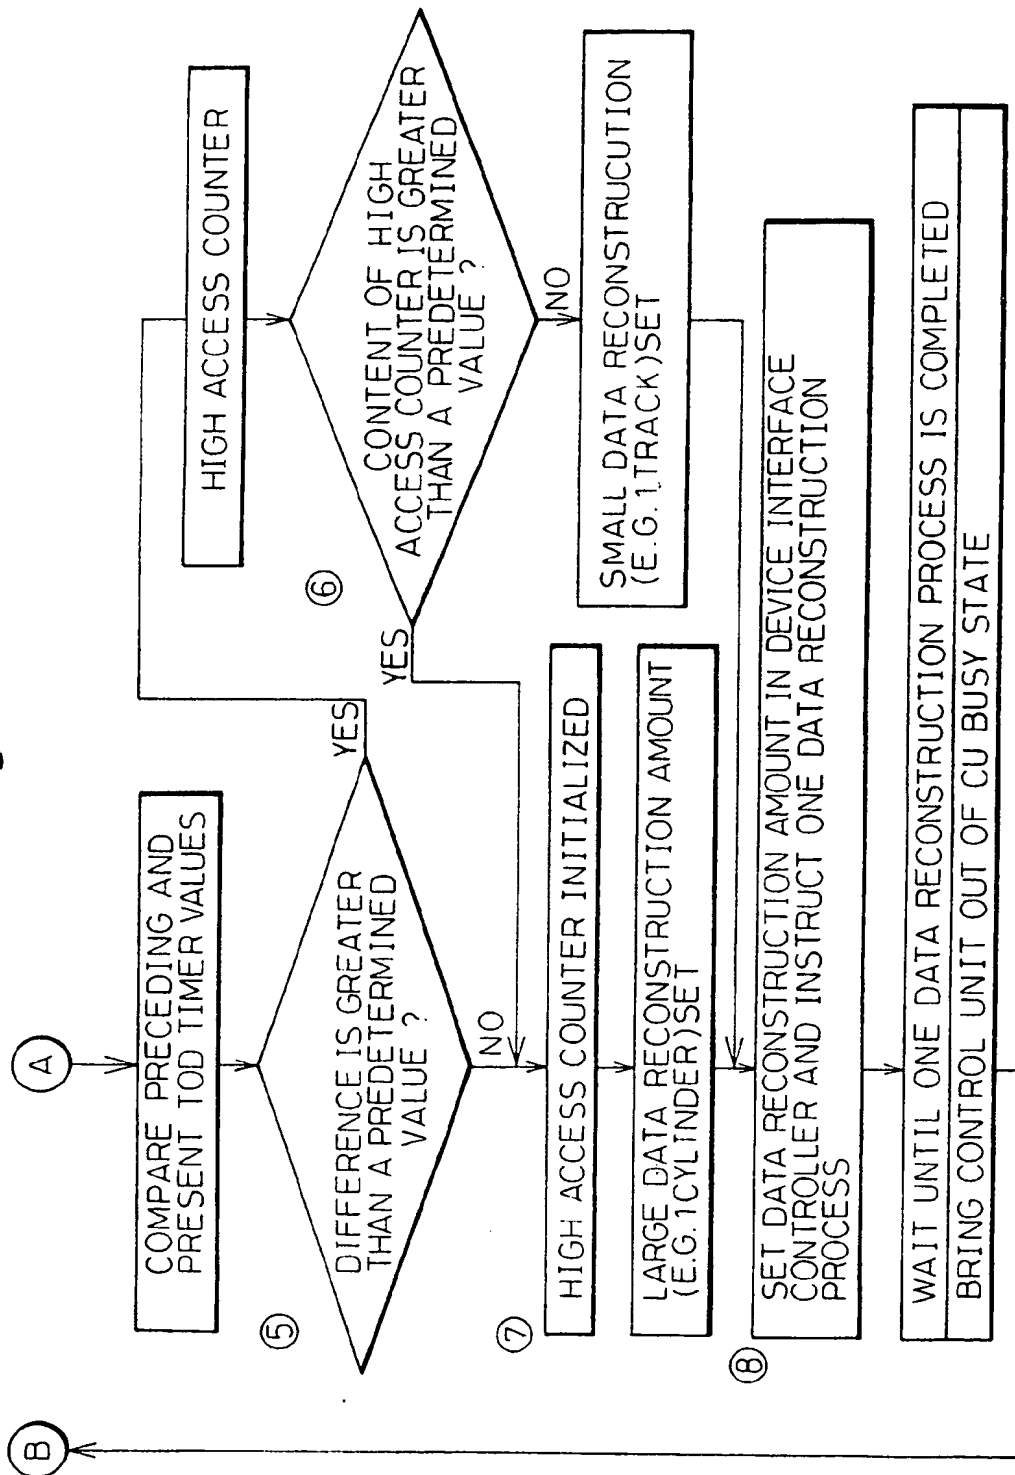 B
A
COMPARE PRECEDING AND
PRESENT TOD TIMER VALUES
5
DIFFERENCE IS GREATER
THAN A PREDETERMINED
VALUE ?
YES
NO
HIGH ACCESS COUNTER
6
CONTENT OF HIGH
ACCESS COUNTER IS GREATER
THAN A PREDETERMINED
VALUE ?
YES
NO
7
HIGH ACCESS COUNTER INITIALIZED
LARGE DATA RECONSTRUCTION AMOUNT
(E.G. 1 CYLINDER) SET
SMALL DATA RECONSTRUCUTION
(E.G. 1 TRACK) SET
8
SET DATA RECONSTRUCTION AMOUNT IN DEVICE INTERFACE
CONTROLLER AND INSTRUCT ONE DATA RECONSTRUCTION
PROCESS
WAIT UNTIL ONE DATA RECONSTRUCTION PROCESS IS COMPLETED
BRING CONTROL UNIT OUT OF CU BUSY STATE